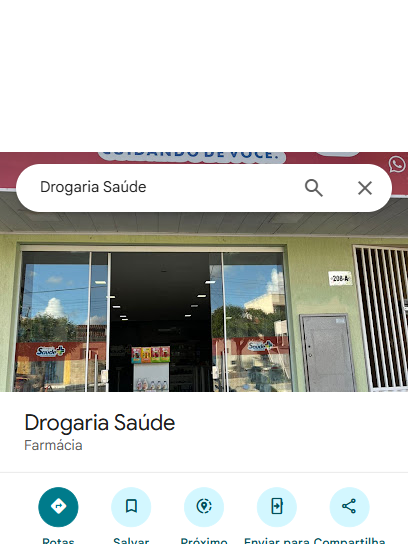 CUIDANDO DE VOCÊ.
Drogaria Saúde
208-A
Saúde
Saúde
Drogaria Saúde
Farmácia
Rotas
Salvar
Próximo
Enviar para
Compartilha